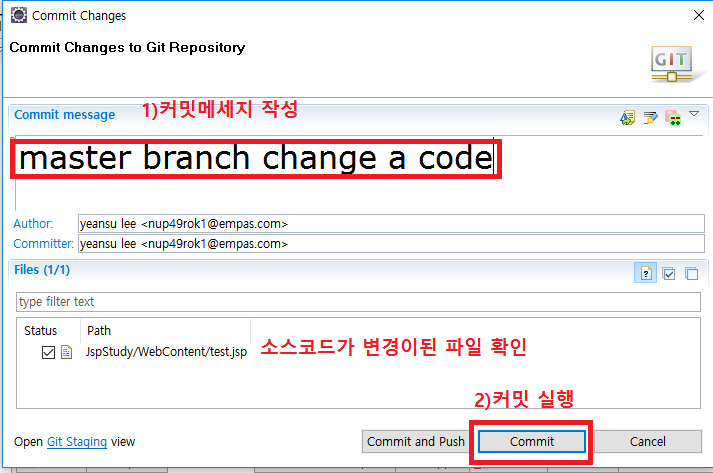 Commit Changes
Commit Changes to Git Repository
GIT
Commit message
1)커밋메세지 작성
master branch change a code
Author: yeansu lee <nup49rok1@empas.com>
Committer: yeansu lee <nup49rok1@empas.com>
Files (1/1)
type filter text
Status Path
JspStudy/WebContent/test.jsp
소스코드가 변경이된 파일 확인
2)커밋 실행
Open Git Staging view
Commit and Push Commit Cancel